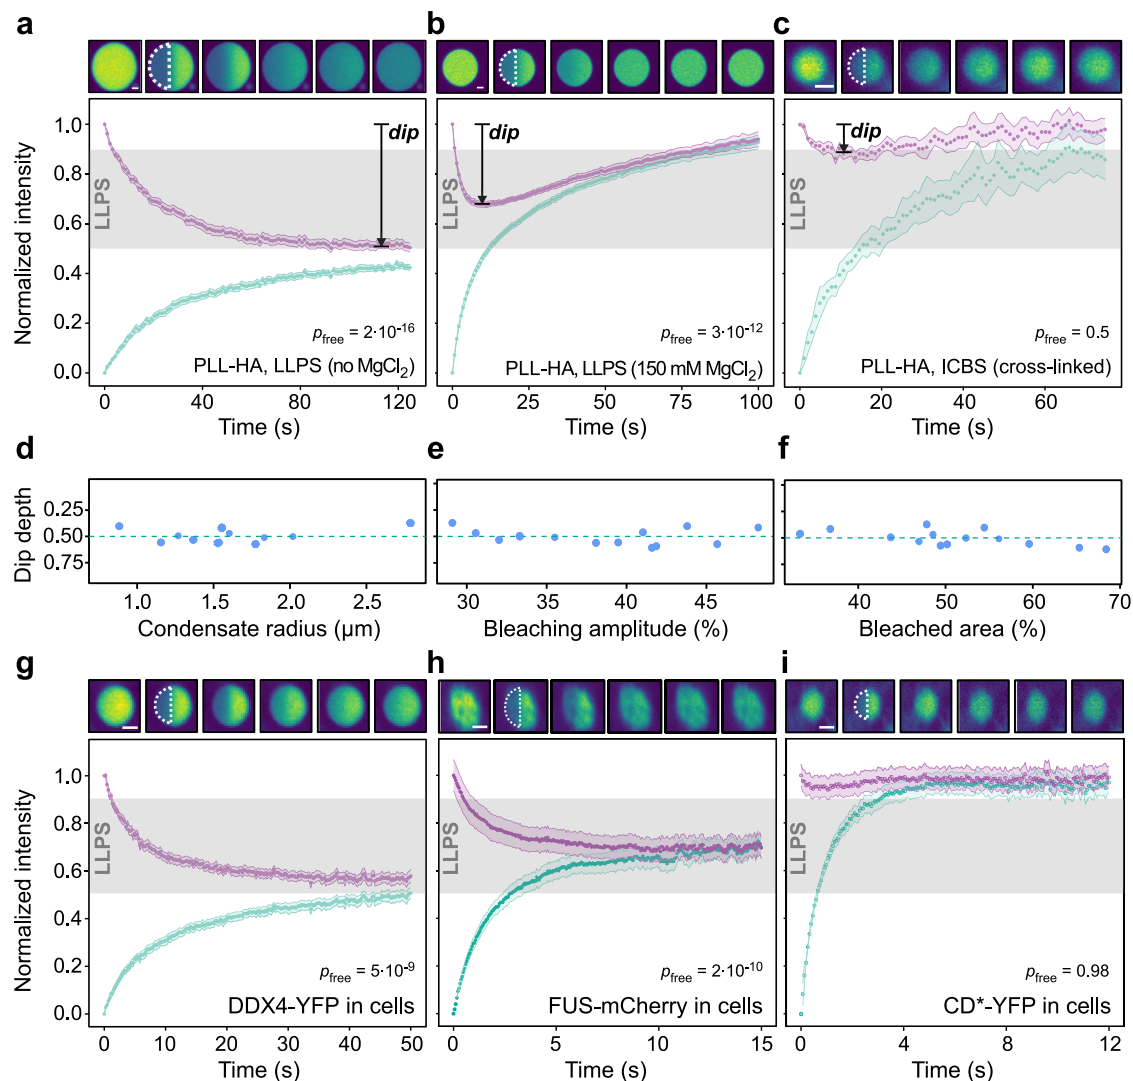 a
b
c
Normalized intensity
1.0
0.8
0.6
0.4
0.2
0.0
LLPS
dip
p_free = 2·10^-16
PLL-HA, LLPS (no MgCl₂)
0
40
80
120
Time (s)
LLPS
dip
p_free = 3·10^-12
PLL-HA, LLPS (150 mM MgCl₂)
0
25
50
75
100
Time (s)
LLPS
dip
p_free = 0.5
PLL-HA, ICBS (cross-linked)
0
20
40
60
Time (s)
d
e
f
Dip depth
0.25
0.50
0.75
1.0
1.5
2.0
2.5
Condensate radius (µm)
30
35
40
45
Bleaching amplitude (%)
40
50
60
70
Bleached area (%)
g
h
i
Normalized intensity
1.0
0.8
0.6
0.4
0.2
0.0
LLPS
p_free = 5·10^-9
DDX4-YFP in cells
0
10
20
30
40
50
Time (s)
LLPS
p_free = 2·10^-10
FUS-mCherry in cells
0
5
10
15
Time (s)
LLPS
p_free = 0.98
CD*-YFP in cells
0
4
8
12
Time (s)